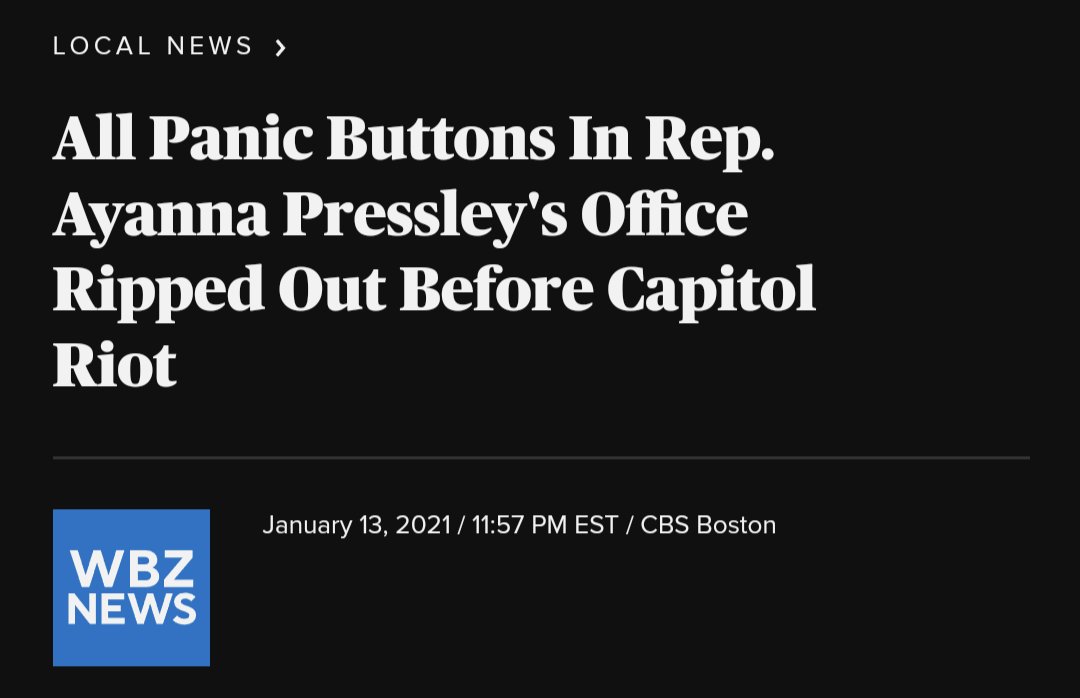 LOCAL NEWS >
All Panic Buttons In Rep.
Ayanna Pressley's Office
Ripped Out Before Capitol
Riot
January 13, 2021 / 11:57 PM EST / CBS Boston
WBZ
NEWS